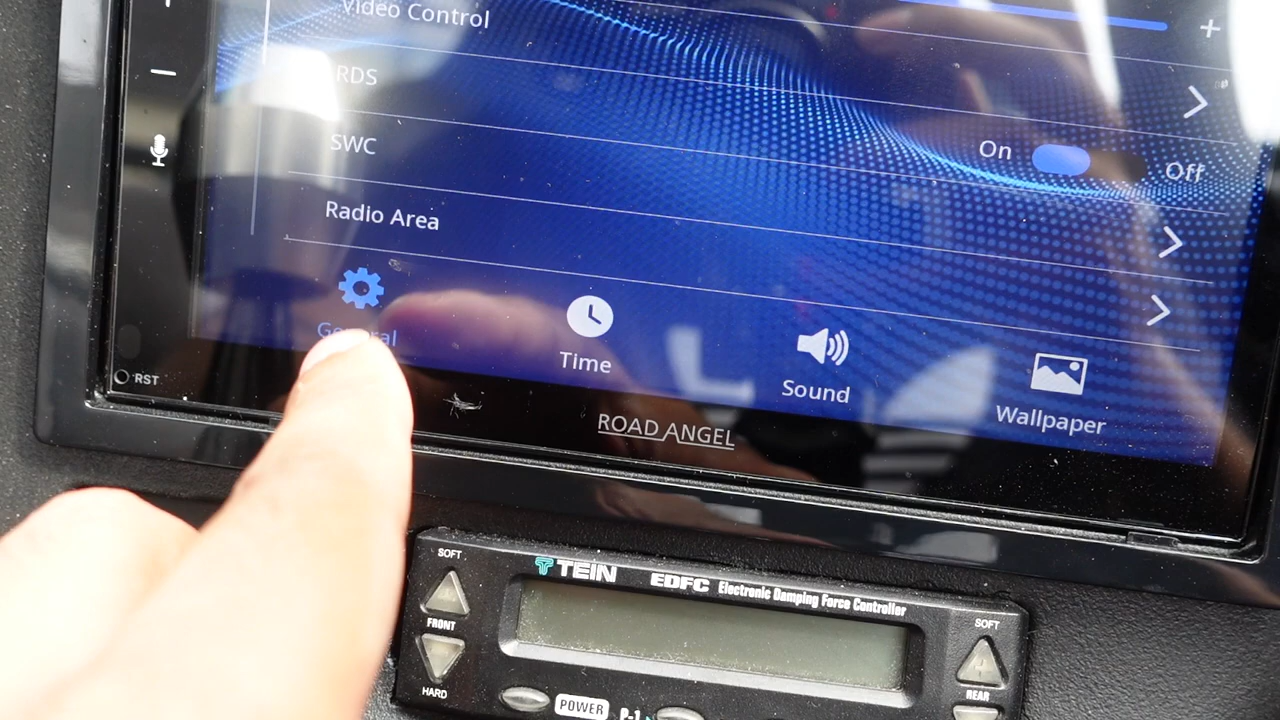 Video Control
RDS
SWC
On Off
Radio Area
General
Time
Sound
Wallpaper
RST
ROAD ANGEL
SOFT
TEIN EDFC Electronic Damping Force Controller
SOFT
FRONT
REAR
HARD
POWER
P-1